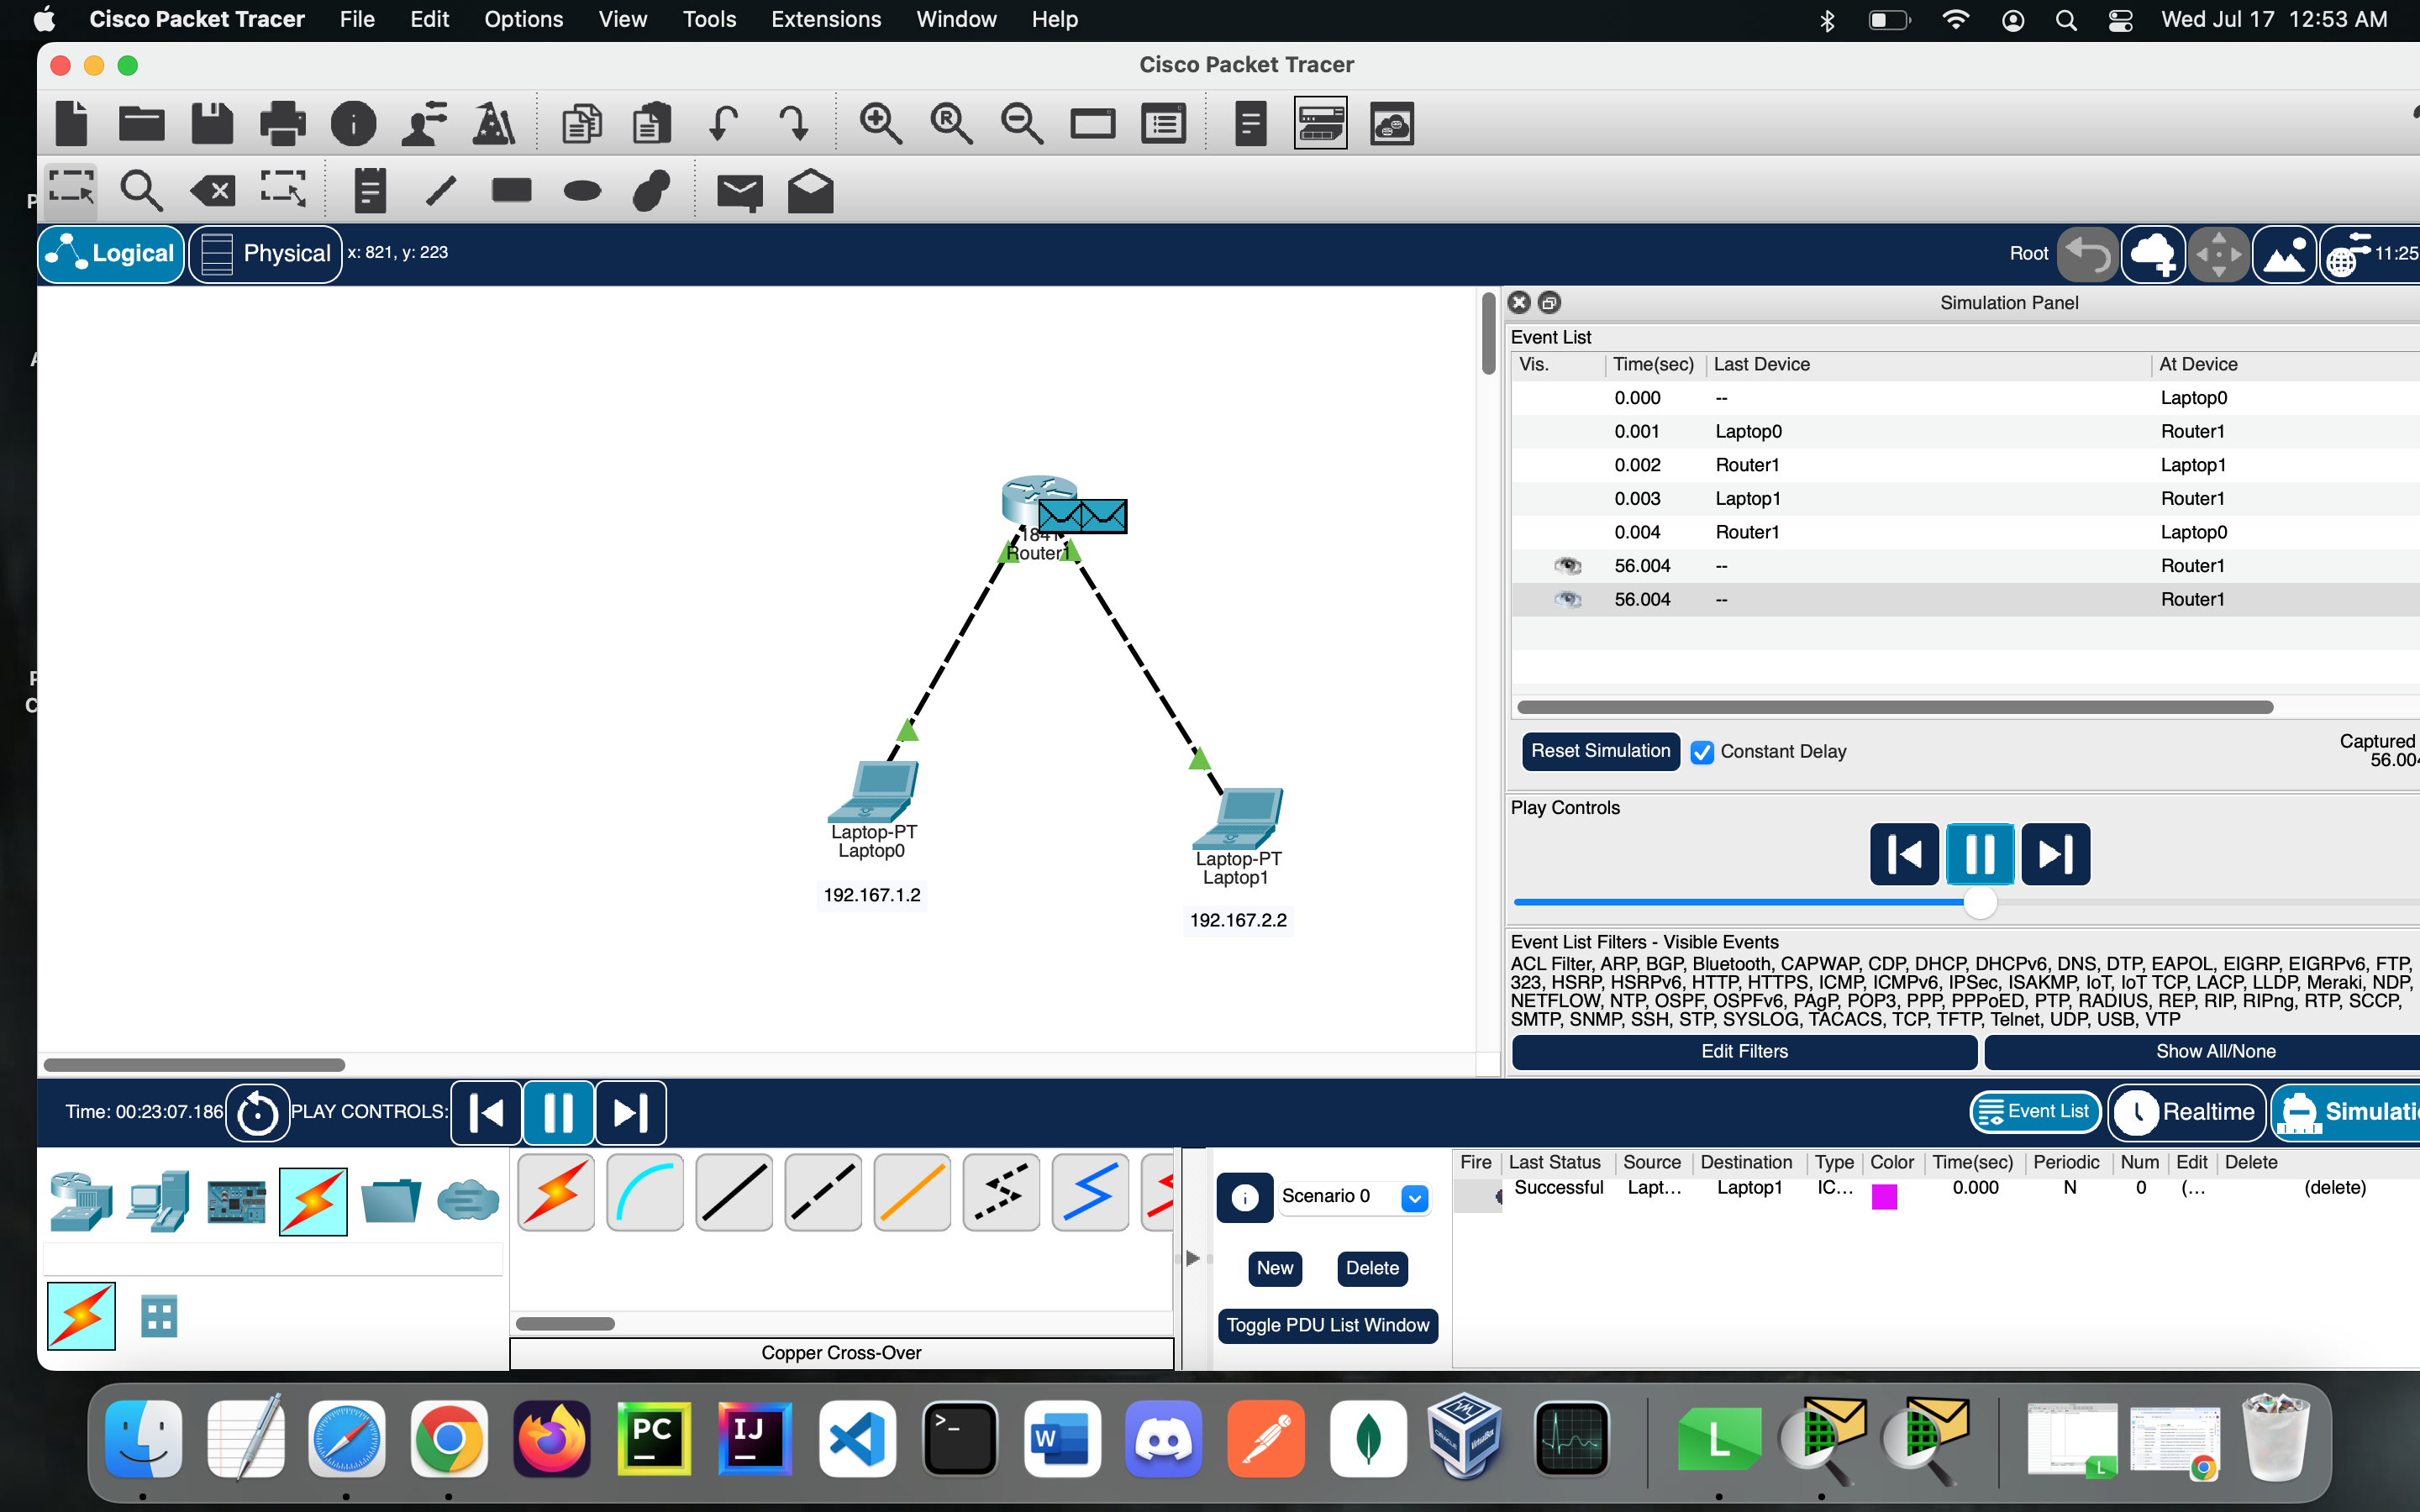 Cisco Packet Tracer File Edit Options View Tools Extensions Window Help Wed Jul 17 12:53 AM
Cisco Packet Tracer
Logical Physical x: 821, y: 223 Root 11:25
Simulation Panel
Event List
Vis. Time(sec) Last Device At Device
0.000 -- Laptop0
0.001 Laptop0 Router1
0.002 Router1 Laptop1
0.003 Laptop1 Router1
0.004 Router1 Laptop0
56.004 -- Router1
56.004 -- Router1
1841
Router1
Laptop-PT
Laptop0
192.167.1.2
Laptop-PT
Laptop1
192.167.2.2
Reset Simulation Constant Delay Captured
56.004
Play Controls
Event List Filters - Visible Events
ACL Filter, ARP, BGP, Bluetooth, CAPWAP, CDP, DHCP, DHCPv6, DNS, DTP, EAPOL, EIGRP, EIGRPv6, FTP,
323, HSRP, HSRPv6, HTTP, HTTPS, ICMP, ICMPv6, IPSec, ISAKMP, IoT, IoT TCP, LACP, LLDP, Meraki, NDP,
NETFLOW, NTP, OSPF, OSPFv6, PAgP, POP3, PPP, PPPoED, PTP, RADIUS, REP, RIP, RIPng, RTP, SCCP,
SMTP, SNMP, SSH, STP, SYSLOG, TACACS, TCP, TFTP, Telnet, UDP, USB, VTP
Edit Filters Show All/None
Time: 00:23:07.186 PLAY CONTROLS: Event List Realtime Simulati
Fire Last Status Source Destination Type Color Time(sec) Periodic Num Edit Delete
Successful Lapt... Laptop1 IC... 0.000 N 0 (... (delete)
Scenario 0
New Delete
Toggle PDU List Window
Copper Cross-Over
PC IJ W L